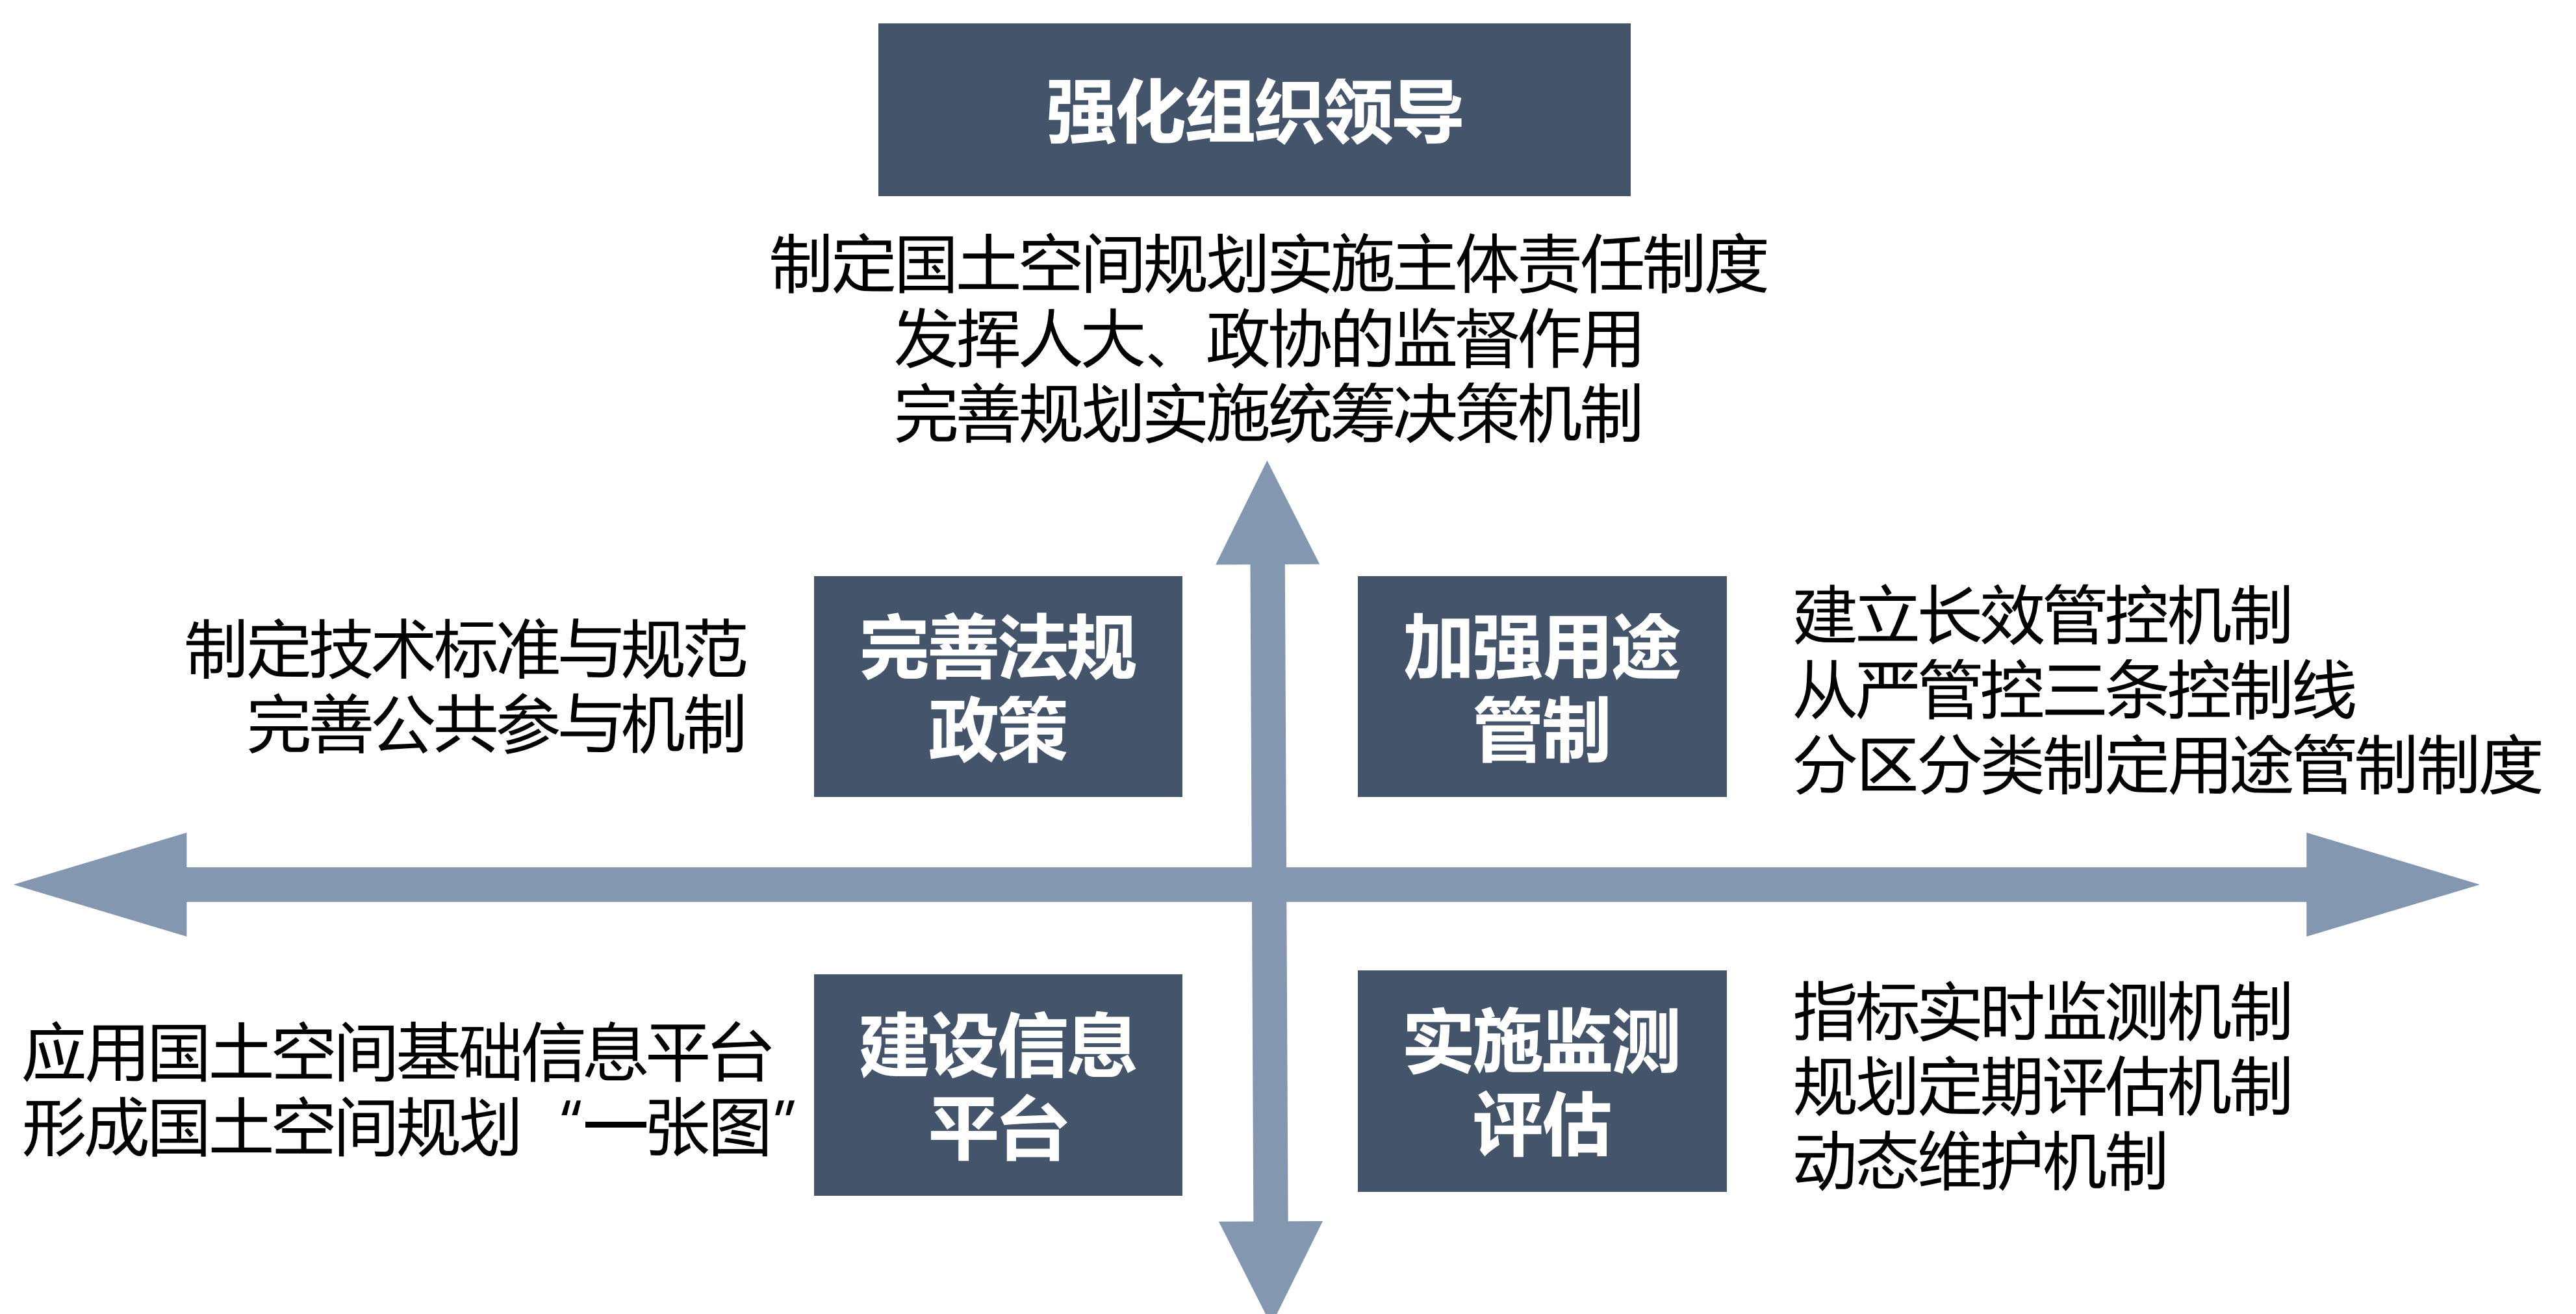 强化组织领导
制定国土空间规划实施主体责任制度
发挥人大、政协的监督作用
完善规划实施统筹决策机制
制定技术标准与规范
完善公共参与机制
完善法规
政策
加强用途
管制
建立长效管控机制
从严管控三条控制线
分区分类制定用途管制制度
应用国土空间基础信息平台
形成国土空间规划“一张图”
建设信息
平台
实施监测
评估
指标实时监测机制
规划定期评估机制
动态维护机制